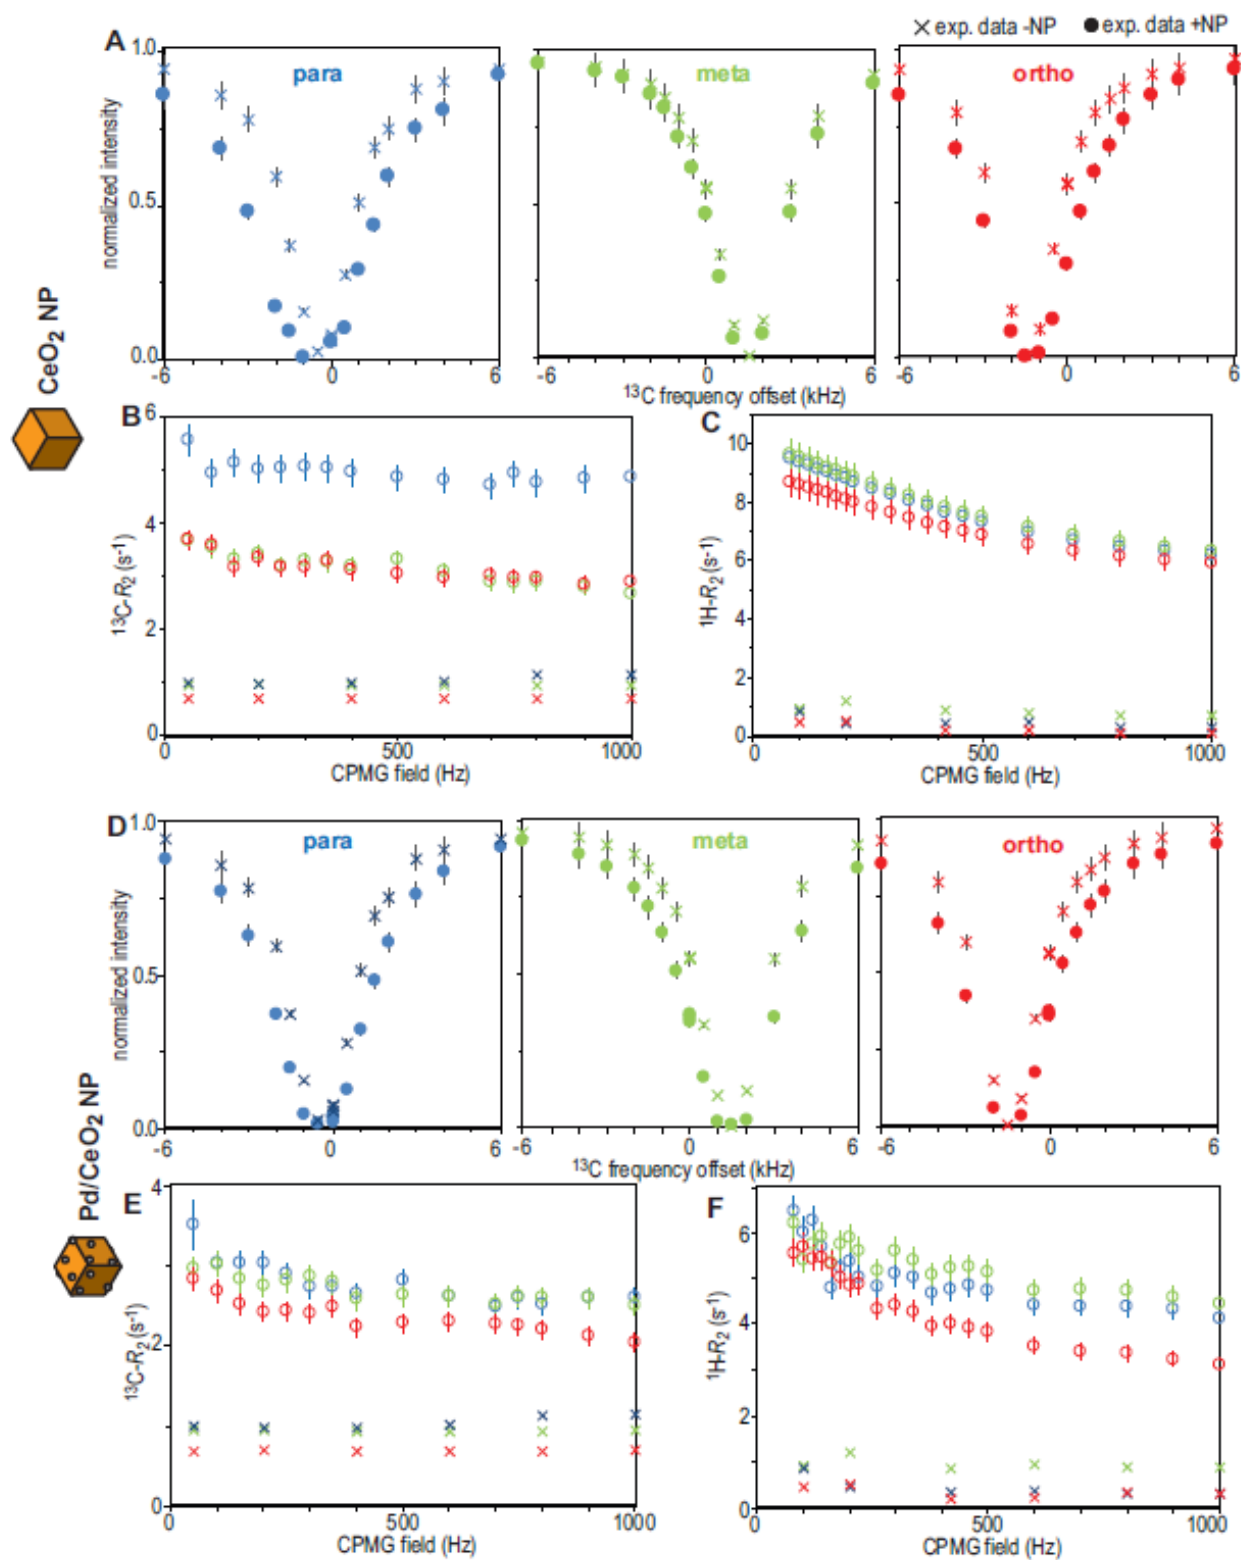 × exp. data -NP ● exp. data +NP
A
para
meta
ortho
1.0
0.5
0.0
normalized intensity
-6 0 6
-6 0 6
-6 0 6
¹³C frequency offset (kHz)
CeO₂ NP
B
6
4
2
0
¹³C-R₂ (s⁻¹)
0 500 1000
CPMG field (Hz)
C
10
8
6
4
2
0
¹H-R₂ (s⁻¹)
0 500 1000
CPMG field (Hz)
D
para
meta
ortho
1.0
0.5
0.0
normalized intensity
-6 0 6
-6 0 6
-6 0 6
¹³C frequency offset (kHz)
Pd/CeO₂ NP
E
4
2
0
¹³C-R₂ (s⁻¹)
0 500 1000
CPMG field (Hz)
F
6
4
2
0
¹H-R₂ (s⁻¹)
0 500 1000
CPMG field (Hz)